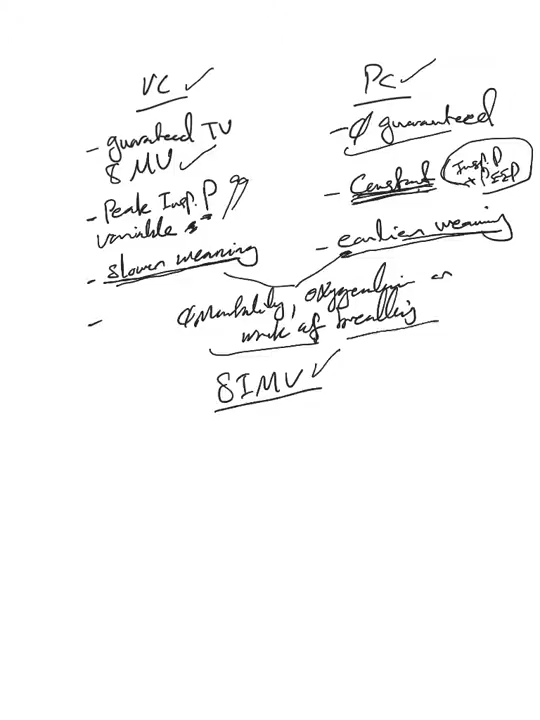 VC
- guaranteed TV
& MV
- Peak Insp. P
variable
- slower weaning
-
PC
- ∅ guaranteed
- Constant Insp. P
+ PEEP
- earlier weaning
∅ Mortality, oxygenation or
work of breathing
SIMV